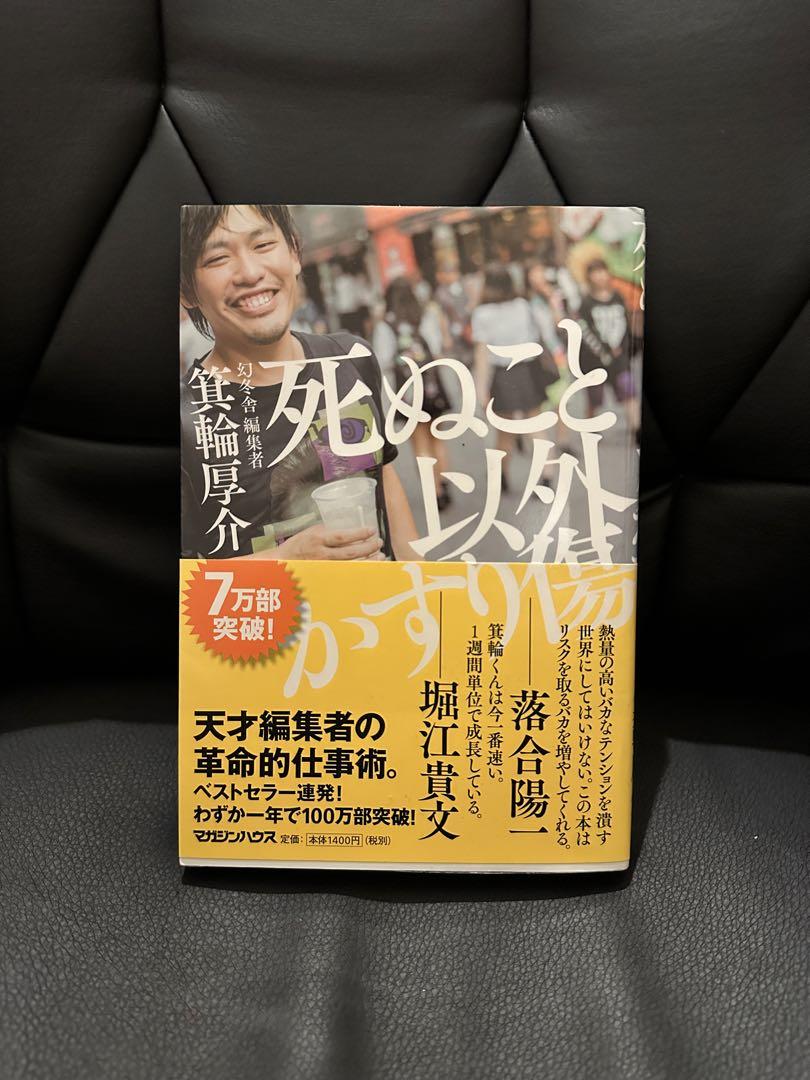 死ぬこと
以外
かすり傷
幻冬舎 編集者
箕輪厚介
7万部
突破!
熱量の高いバカなテンションを潰す
世界にしてはいけない。この本は
リスクを取るバカを増やしてくれる。
――落合陽一
箕輪くんは今一番速い。
1週間単位で成長している。
――堀江貴文
天才編集者の
革命的仕事術。
ベストセラー連発!
わずか一年で100万部突破!
マガジンハウス 定価:本体1400円(税別)